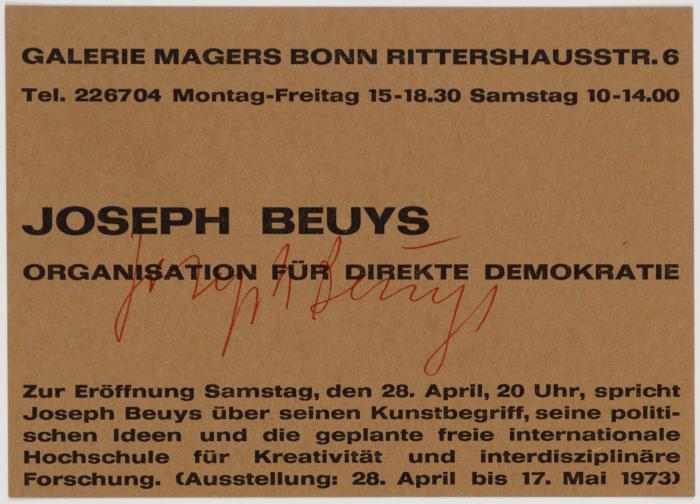 GALERIE MAGERS BONN RITTERSHAUSSTR. 6
Tel. 226704 Montag-Freitag 15-18.30 Samstag 10-14.00
JOSEPH BEUYS
Joseph Beuys
ORGANISATION FÜR DIREKTE DEMOKRATIE
Zur Eröffnung Samstag, den 28. April, 20 Uhr, spricht
Joseph Beuys über seinen Kunstbegriff, seine politi-
schen Ideen und die geplante freie internationale
Hochschule für Kreativität und interdisziplinäre
Forschung. (Ausstellung: 28. April bis 17. Mai 1973)